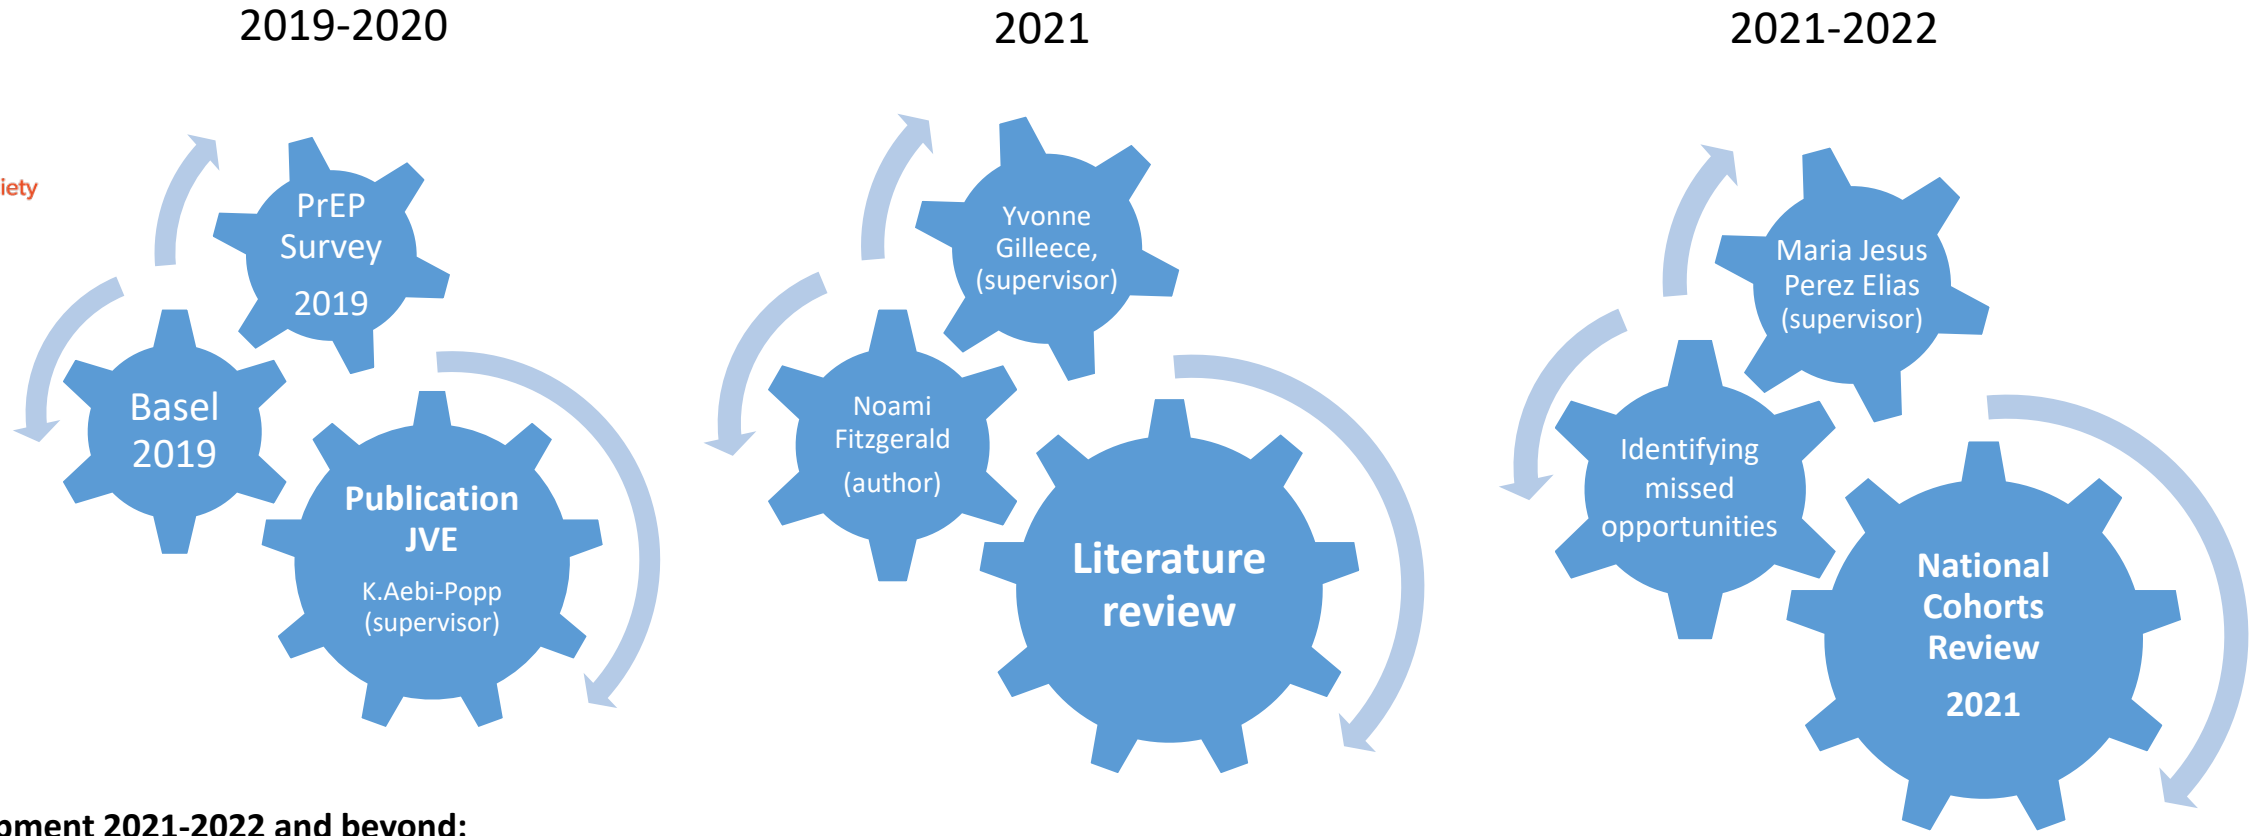 2019-2020
2021
2021-2022
iety
PrEP
Survey
2019
Basel
2019
Publication
JVE
K.Aebi-Popp
(supervisor)
Yvonne
Gilleece,
(supervisor)
Noami
Fitzgerald
(author)
Literature
review
Maria Jesus
Perez Elias
(supervisor)
Identifying
missed
opportunities
National
Cohorts
Review
2021
pment 2021-2022 and beyond: